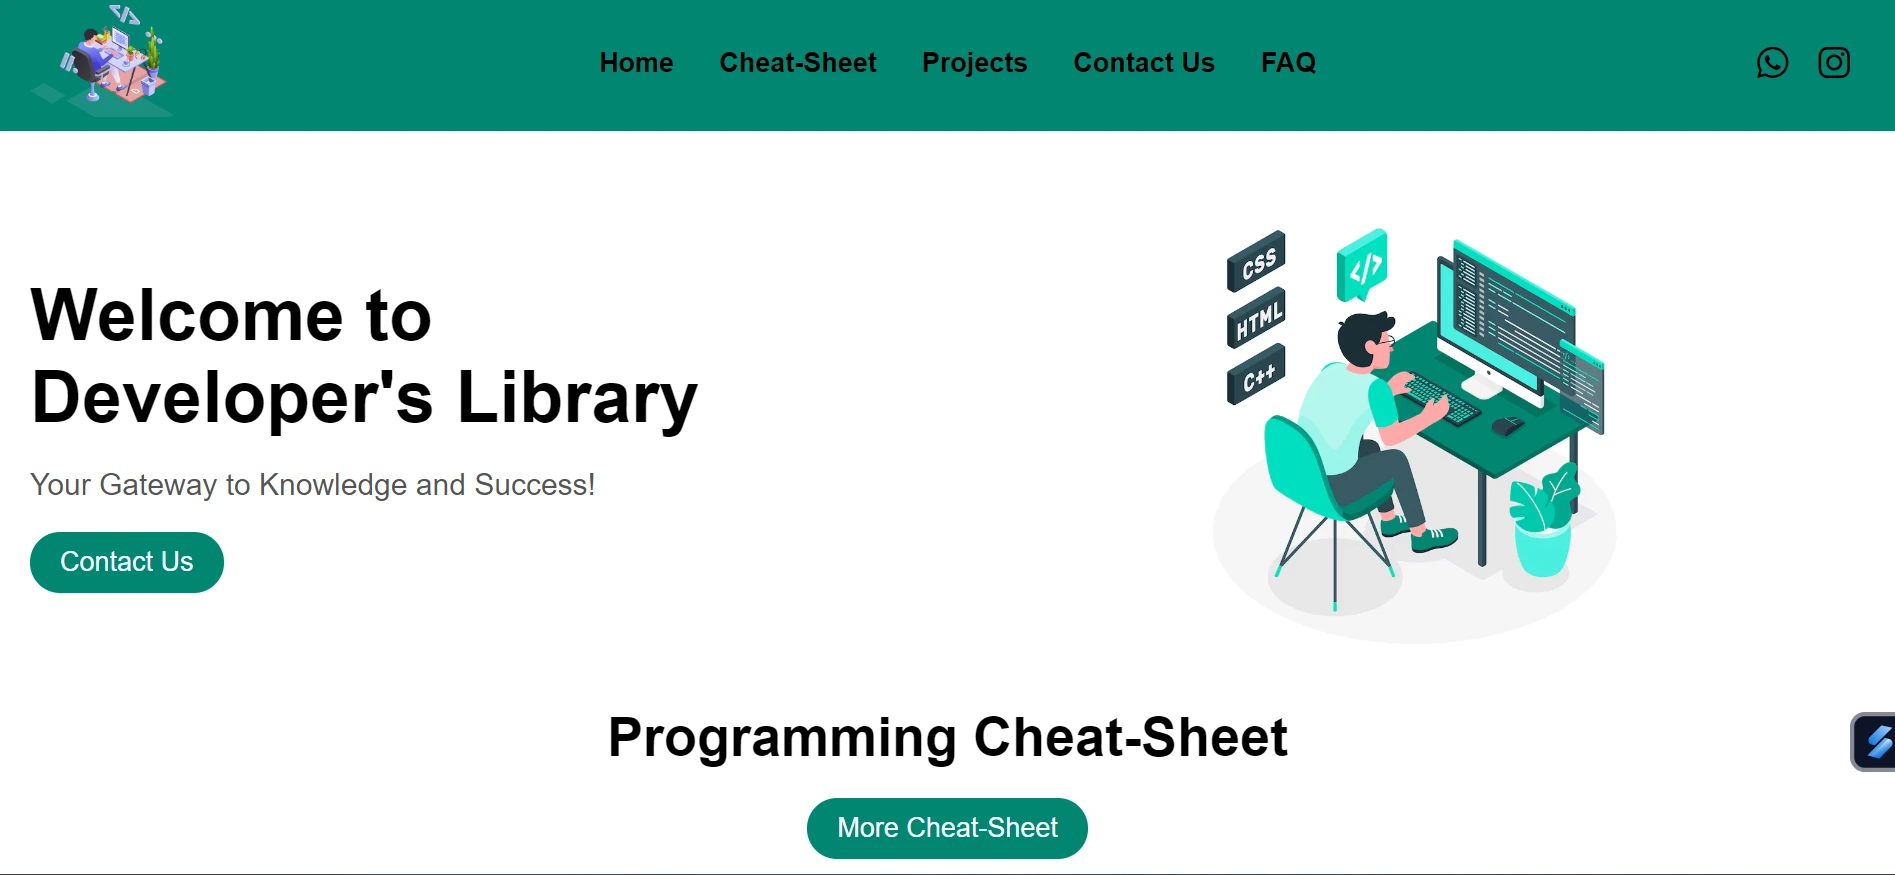 </>
Home Cheat-Sheet Projects Contact Us FAQ
Welcome to
Developer's Library
Your Gateway to Knowledge and Success!
Contact Us
CSS
</>
HTML
C++
Programming Cheat-Sheet
More Cheat-Sheet